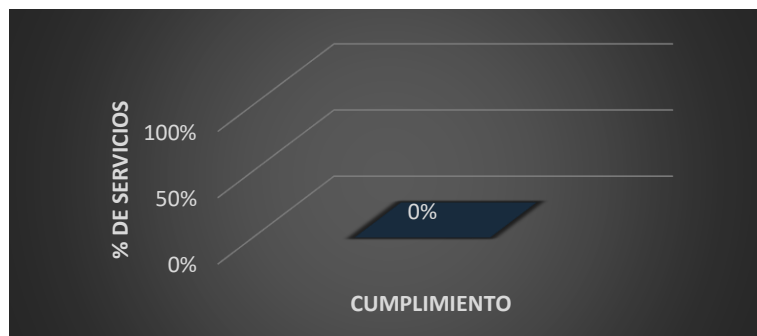 % DE SERVICIOS
100%
50%
0%
0%
CUMPLIMIENTO